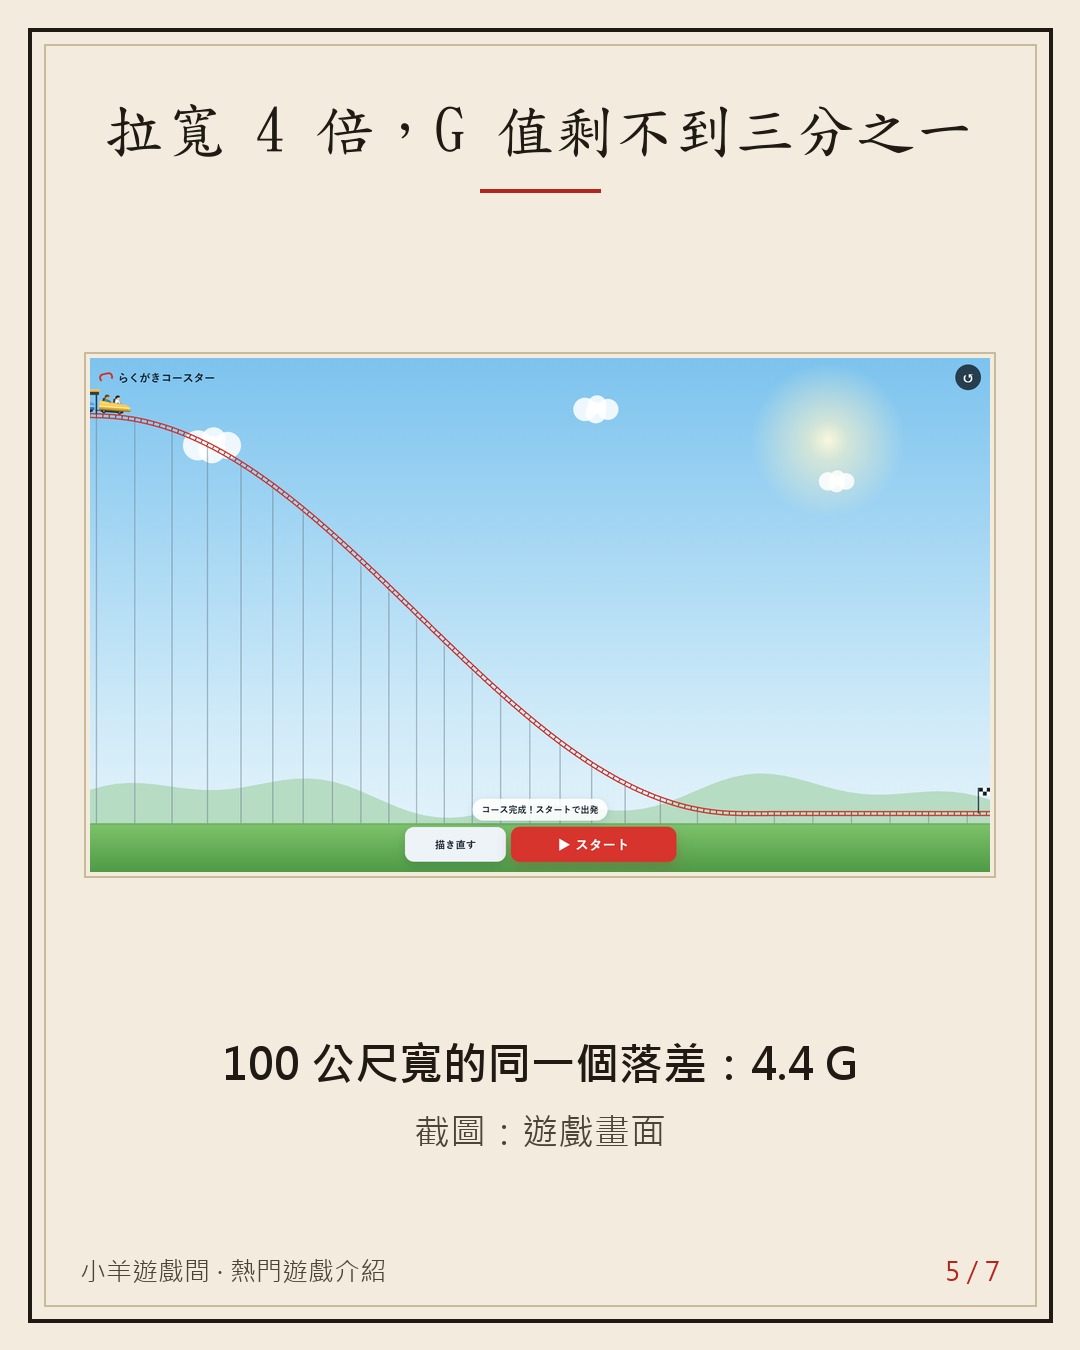 拉寬 4 倍，G 值剩不到三分之一
らくがきコースター
↺
コース完成！スタートで出発
描き直す
▶ スタート
100 公尺寬的同一個落差：4.4 G
截圖：遊戲畫面
小羊遊戲間 · 熱門遊戲介紹
5 / 7